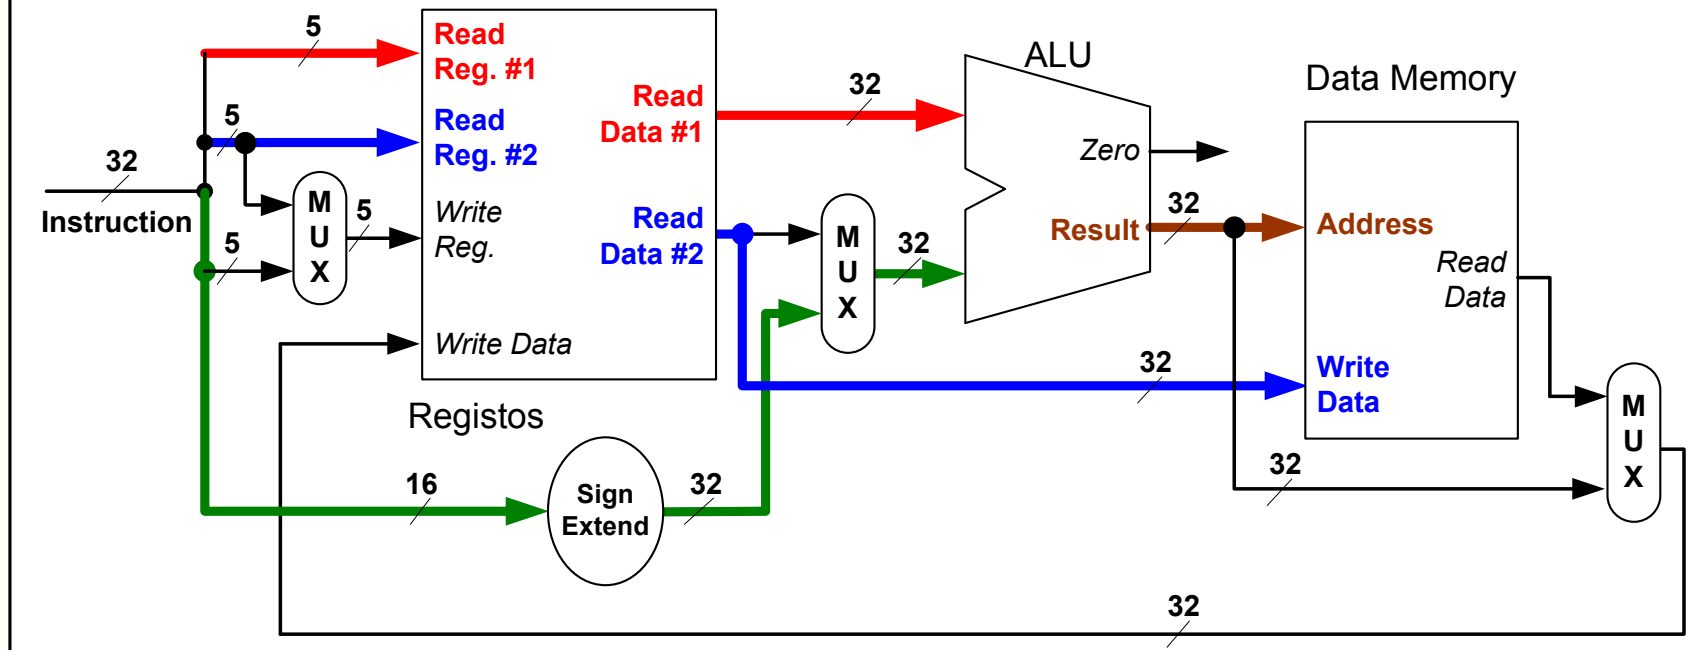 5
Read
Reg. #1
ALU
Data Memory
32
Read
Data #1
5
Read
Reg. #2
32
Zero
32
Instruction
M
U
X
5
Write
Reg.
Read
Data #2
M
U
X
32
Result
32
Address
Read
Data
5
Write Data
32
Write
Data
M
U
X
Registos
16
Sign
Extend
32
32
32